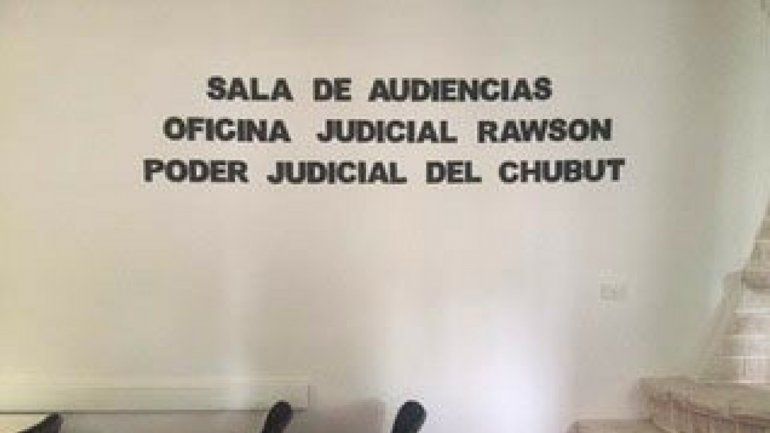 SALA DE AUDIENCIAS
OFICINA JUDICIAL RAWSON
PODER JUDICIAL DEL CHUBUT